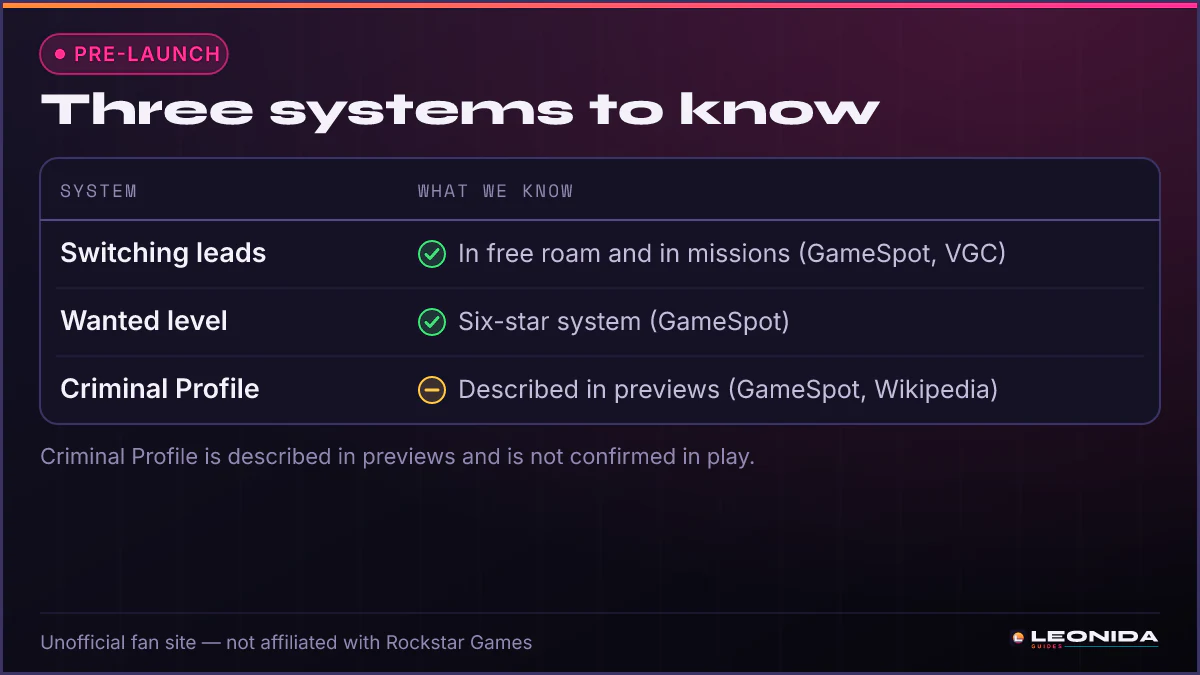 PRE-LAUNCH
Three systems to know
SYSTEM WHAT WE KNOW
Switching leads In free roam and in missions (GameSpot, VGC)
Wanted level Six-star system (GameSpot)
Criminal Profile Described in previews (GameSpot, Wikipedia)
Criminal Profile is described in previews and is not confirmed in play.
Unofficial fan site — not affiliated with Rockstar Games
LEONIDA
GUIDES